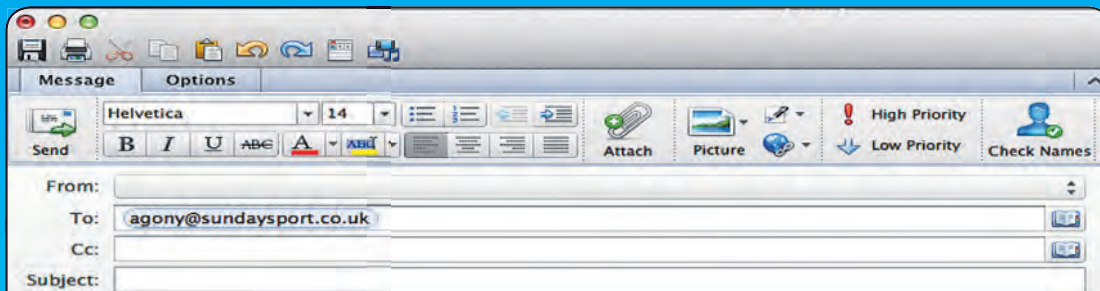 Message Options
Helvetica 14
High Priority
B I U ABC A ABC
Send Attach Picture Low Priority Check Names
From:
To: agony@sundaysport.co.uk
Cc:
Subject: